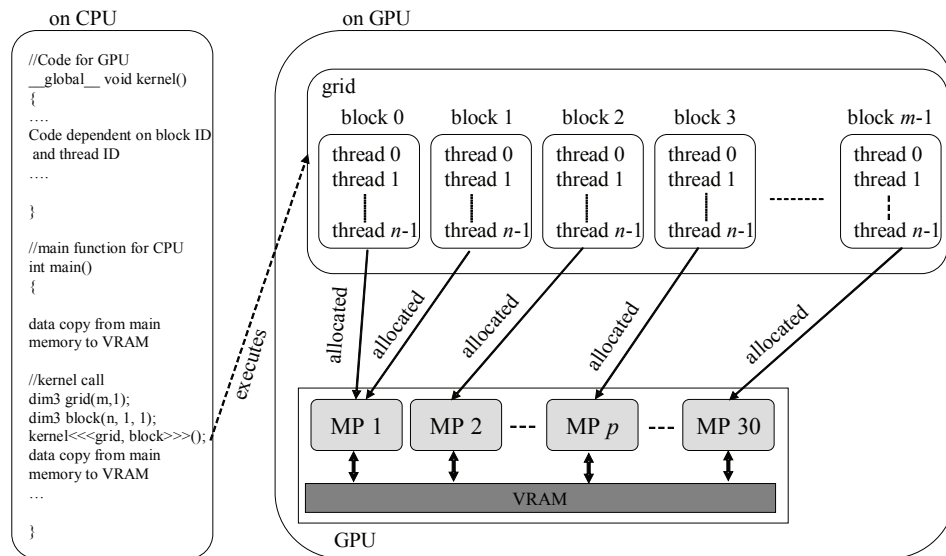 on CPU
//Code for GPU
__global__ void kernel()
{
....
Code dependent on block ID
and thread ID
....
}
//main function for CPU
int main()
{
data copy from main
memory to VRAM
//kernel call
dim3 grid(m,1);
dim3 block(n, 1, 1);
kernel<<<grid, block>>>();
data copy from main
memory to VRAM
...
}
executes
on GPU
grid
block 0
thread 0
thread 1
thread n-1
block 1
thread 0
thread 1
thread n-1
block 2
thread 0
thread 1
thread n-1
block 3
thread 0
thread 1
thread n-1
block m-1
thread 0
thread 1
thread n-1
allocated
allocated
allocated
allocated
allocated
MP 1
MP 2
MP p
MP 30
VRAM
GPU